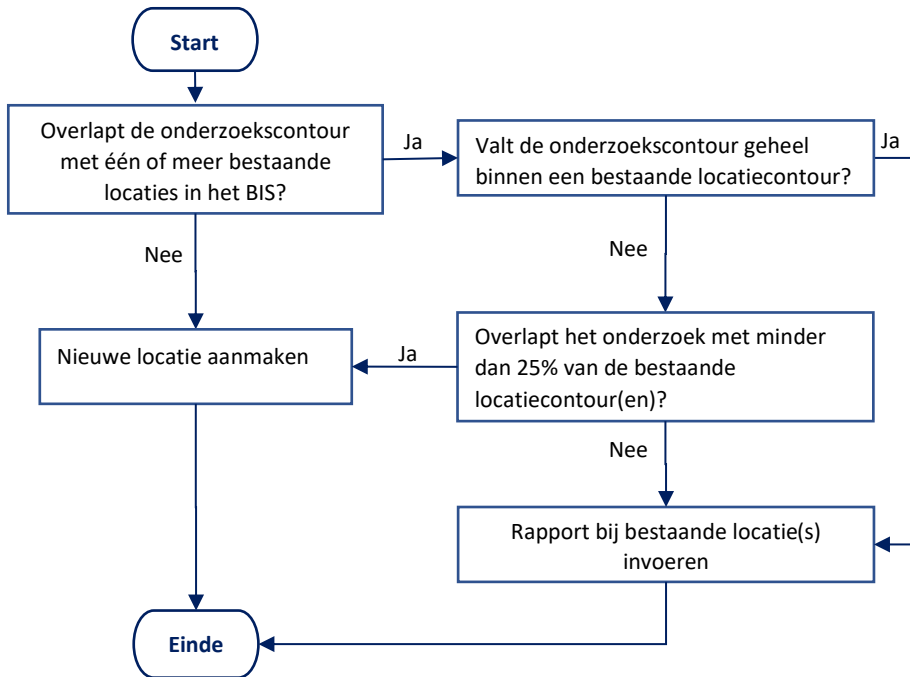 Start
Overlapt de onderzoekscontour
met één of meer bestaande
locaties in het BIS?
Ja
Valt de onderzoekscontour geheel
binnen een bestaande locatiecontour?
Ja
Nee
Nee
Nieuwe locatie aanmaken
Ja
Overlapt het onderzoek met minder
dan 25% van de bestaande
locatiecontour(en)?
Nee
Rapport bij bestaande locatie(s)
invoeren
Einde